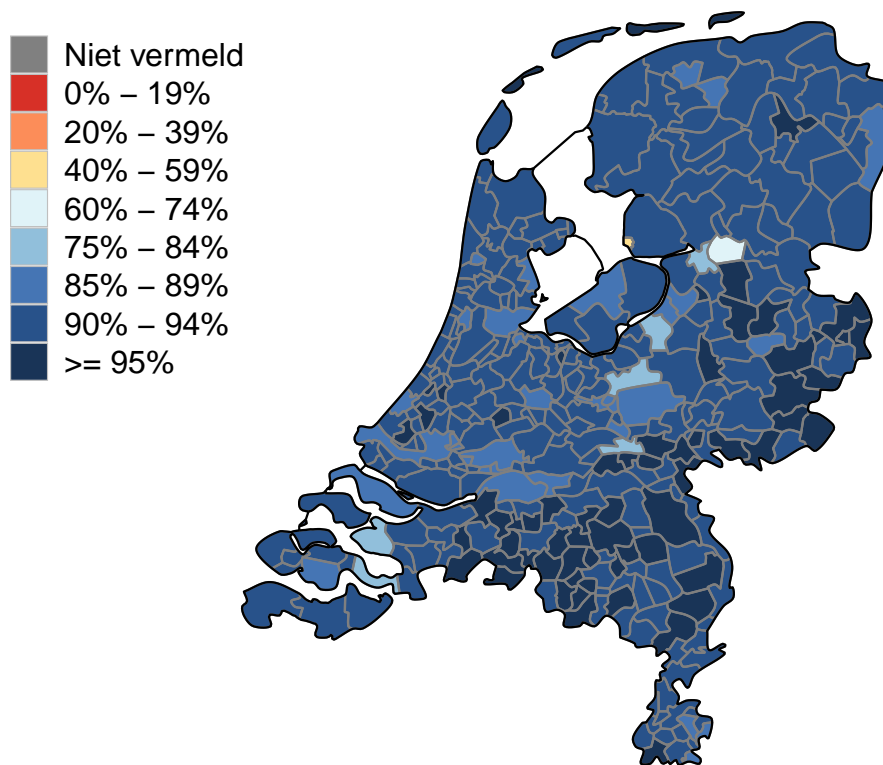 Niet vermeld
0% – 19%
20% – 39%
40% – 59%
60% – 74%
75% – 84%
85% – 89%
90% – 94%
>= 95%